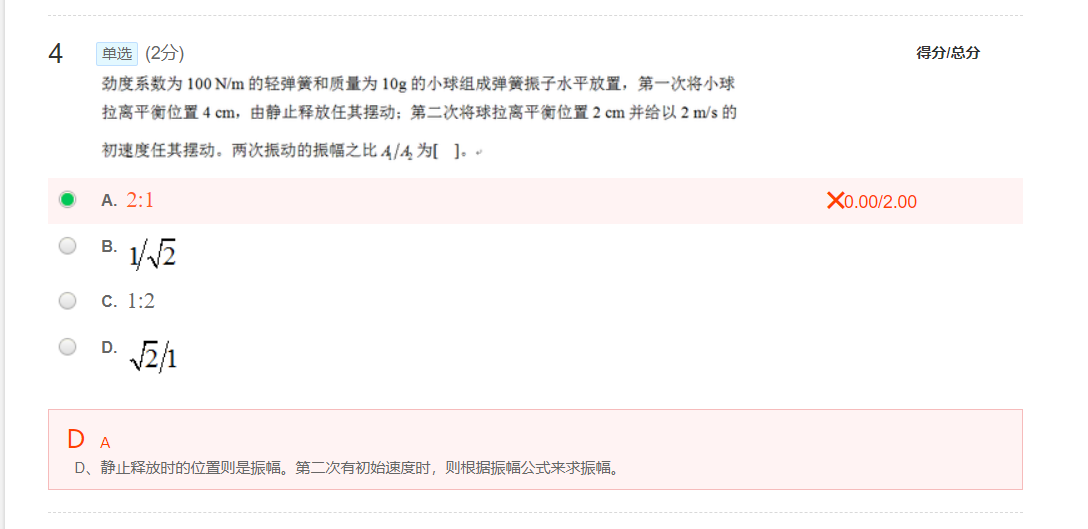 4 单选 (2分) 得分/总分
劲度系数为 100 N/m 的轻弹簧和质量为 10g 的小球组成弹簧振子水平放置，第一次将小球
拉离平衡位置 4 cm，由静止释放任其摆动；第二次将球拉离平衡位置 2 cm 并给以 2 m/s 的
初速度任其摆动。两次振动的振幅之比 A₁/A₂ 为[ ]。
A. 2:1 ×0.00/2.00
B. 1/√2
C. 1:2
D. √2/1
D A
D、静止释放时的位置则是振幅。第二次有初始速度时，则根据振幅公式来求振幅。